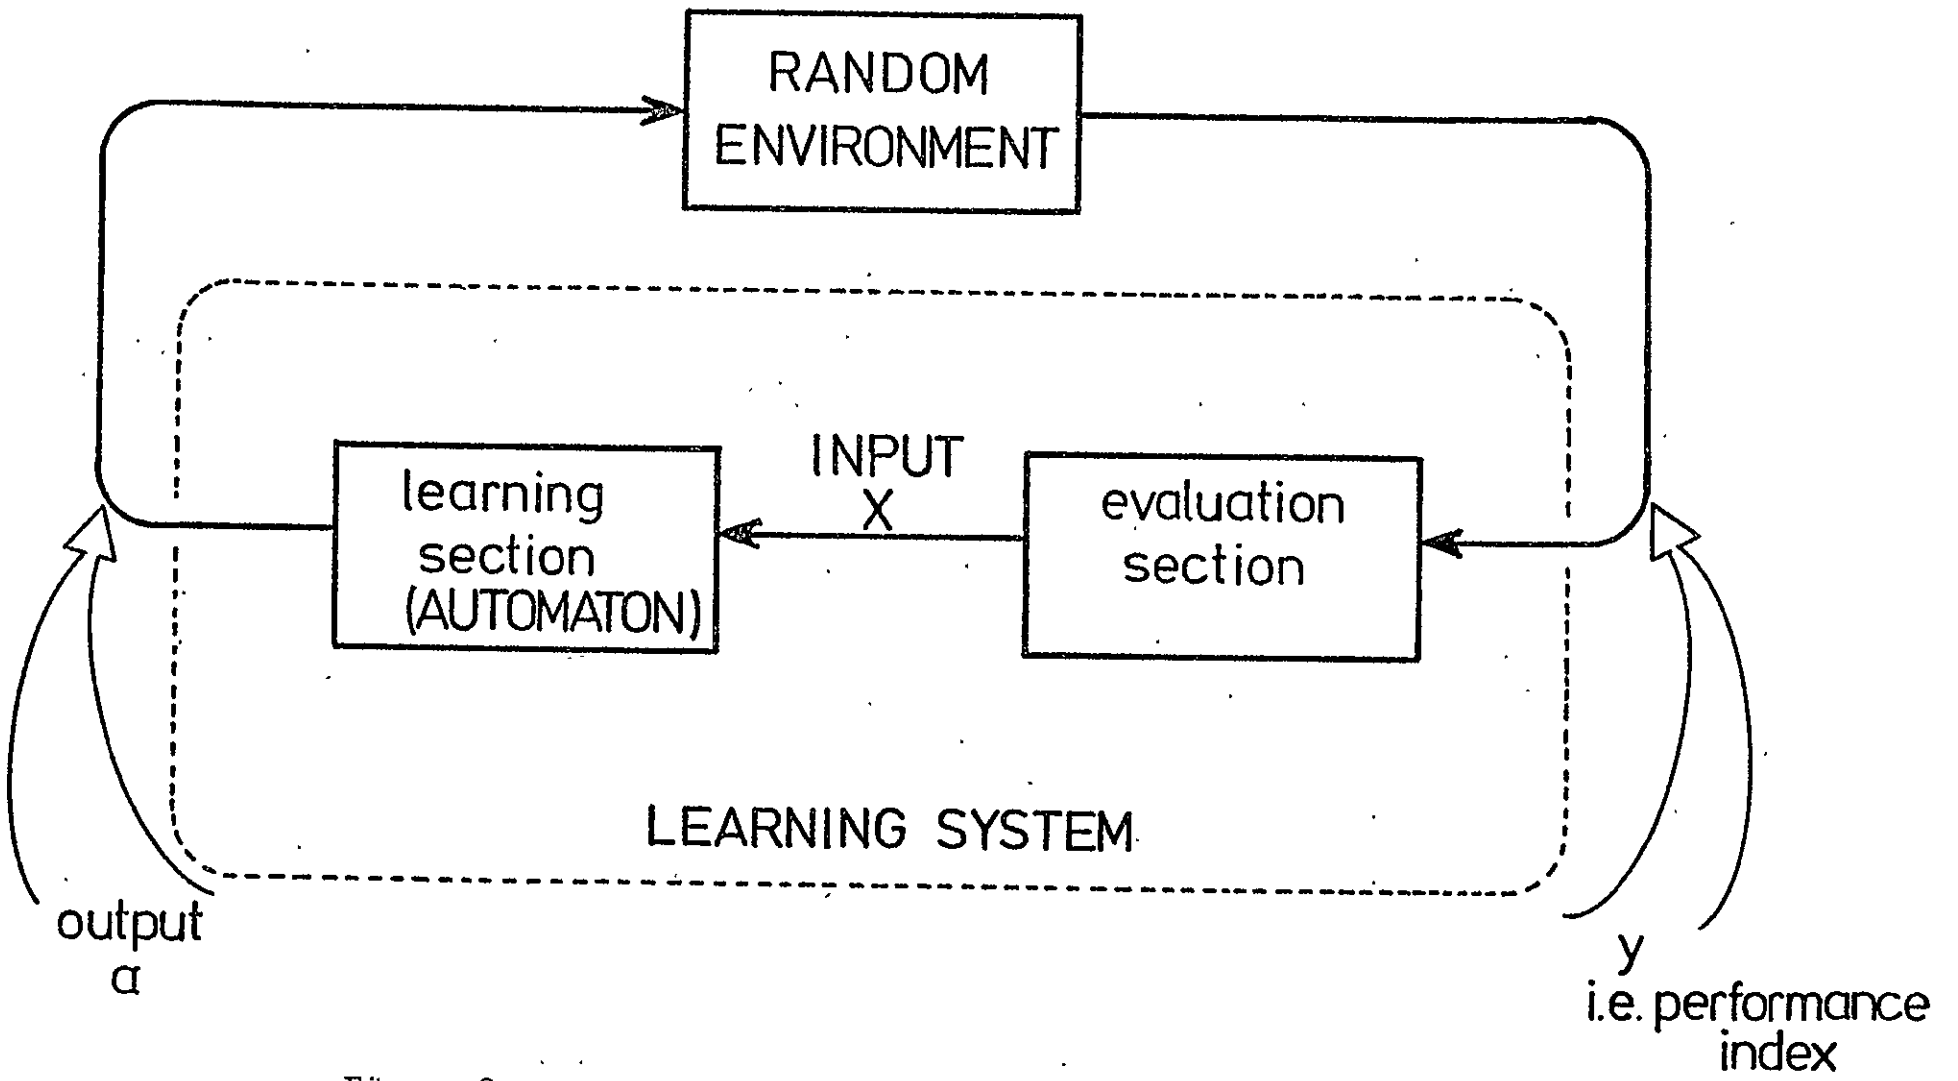 RANDOM
ENVIRONMENT
INPUT
X
learning
section
(AUTOMATON)
evaluation
section
LEARNING SYSTEM
output
α
y
i.e. performance
index